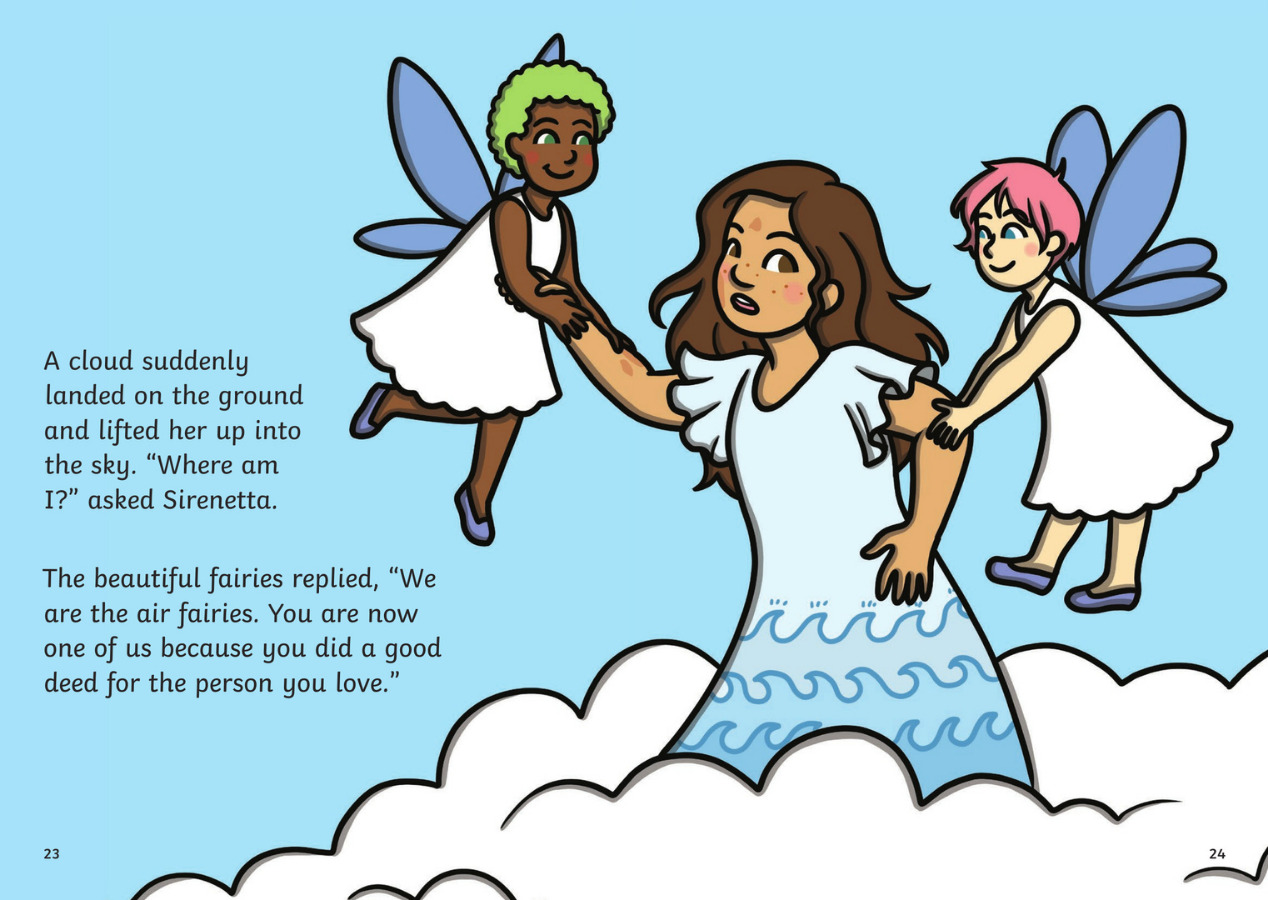 A cloud suddenly
landed on the ground
and lifted her up into
the sky. “Where am
I?” asked Sirenetta.
The beautiful fairies replied, “We
are the air fairies. You are now
one of us because you did a good
deed for the person you love.”
23
24